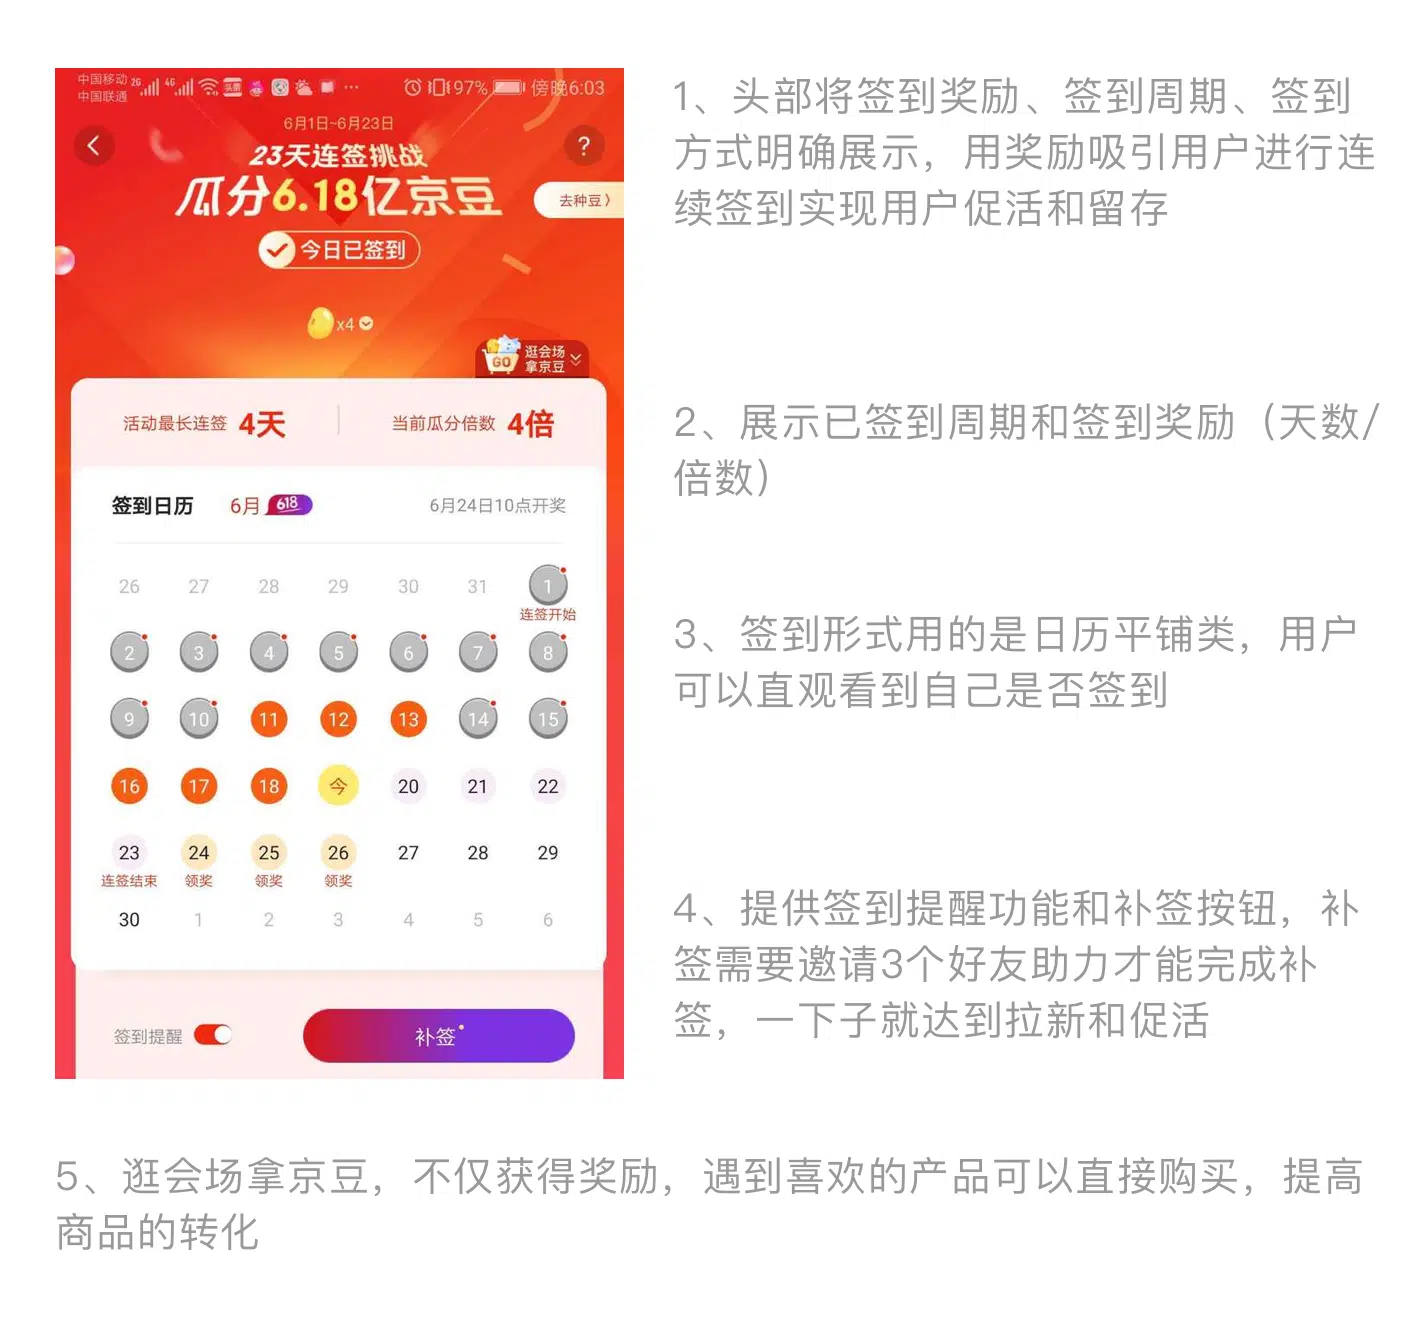 中国移动 2G 4G 97% 傍晚6:03
中国联通
6月1日~6月23日
23天连签挑战
?
瓜分6.18亿京豆
去种豆
今日已签到
x4
GO 逛会场
拿京豆
活动最长连签 4天 当前瓜分倍数 4倍
签到日历 6月 618 6月24日10点开奖
26 27 28 29 30 31 1
连签开始
2 3 4 5 6 7 8
9 10 11 12 13 14 15
16 17 18 今 20 21 22
23 24 25 26 27 28 29
连签结束 领奖 领奖 领奖
30 1 2 3 4 5 6
签到提醒 补签
1、头部将签到奖励、签到周期、签到
方式明确展示，用奖励吸引用户进行连
续签到实现用户促活和留存
2、展示已签到周期和签到奖励（天数/
倍数）
3、签到形式用的是日历平铺类，用户
可以直观看到自己是否签到
4、提供签到提醒功能和补签按钮，补
签需要邀请3个好友助力才能完成补
签，一下子就达到拉新和促活
5、逛会场拿京豆，不仅获得奖励，遇到喜欢的产品可以直接购买，提高
商品的转化